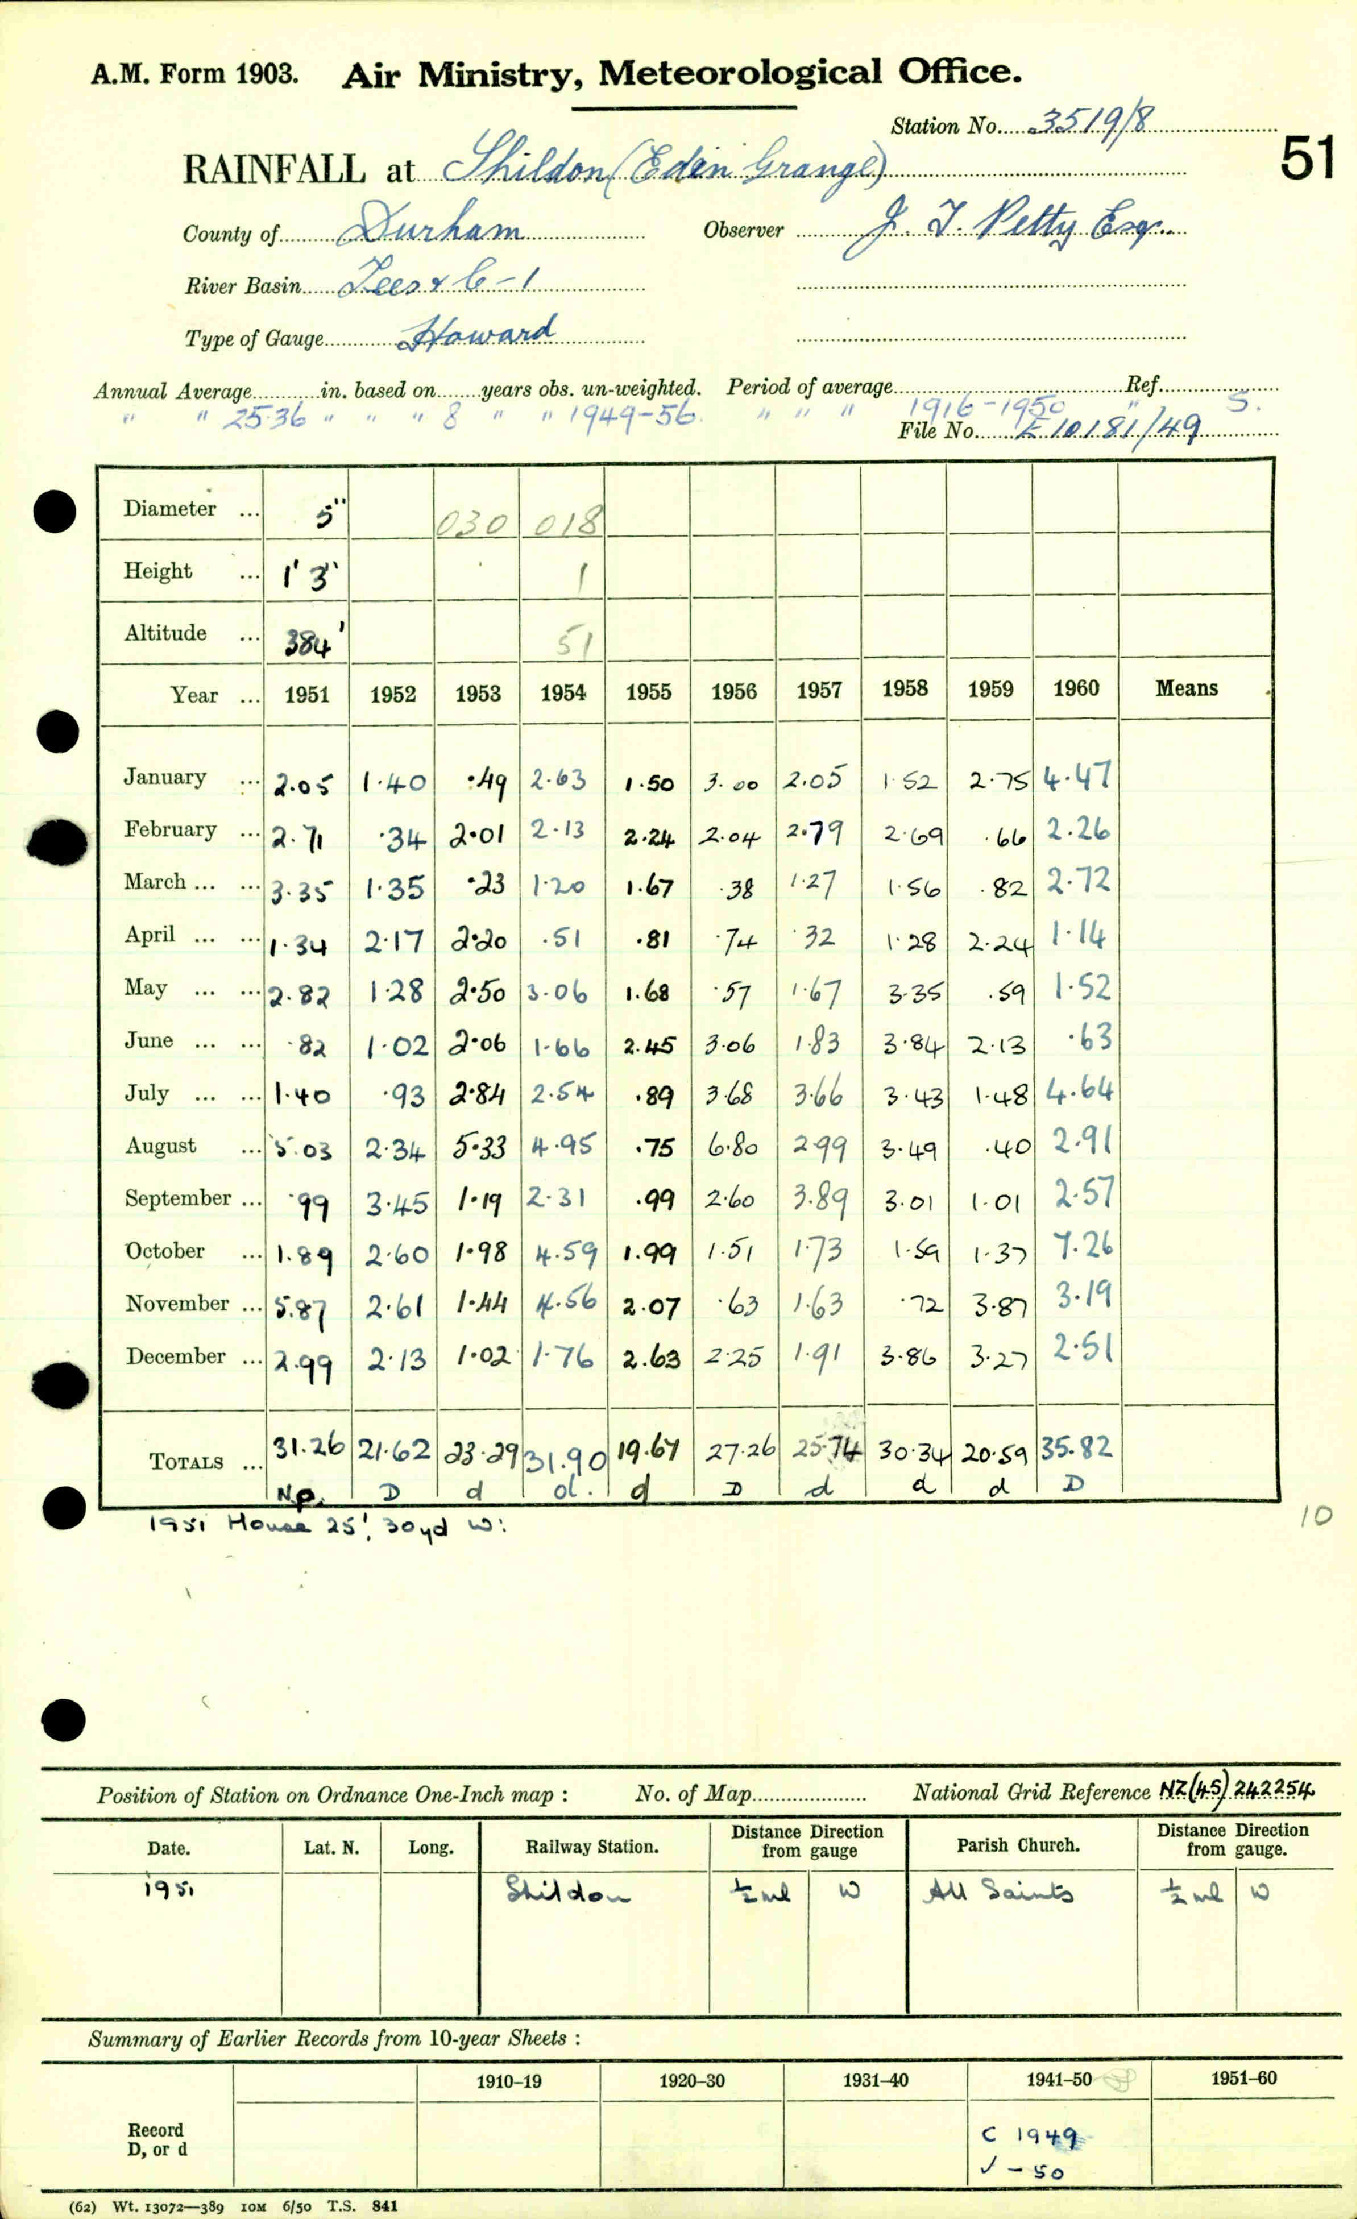 A.M. Form 1903. Air Ministry, Meteorological Office.
Station No. 3519/8
51
RAINFALL at Shildon (Eden Grange)
County of Durham Observer J. T. Petty Esq.
River Basin Tees & C-1
Type of Gauge Howard
Annual Average in. based on years obs. un-weighted. Period of average Ref.
" " 25.36 " " " 8 " " 1949-56. " " " 1916-1950 " 5.
File No. E10181/49
Diameter ... 5" 030 018
Height ... 1' 3" 1
Altitude ... 384' 51
Year ... 1951 1952 1953 1954 1955 1956 1957 1958 1959 1960 Means
January ... 2.05 1.40 .49 2.63 1.50 3.00 2.05 1.52 2.75 4.47
February ... 2.71 .34 2.01 2.13 2.24 2.04 2.79 2.69 .66 2.26
March ... ... 3.35 1.35 .23 1.20 1.67 .38 1.27 1.56 .82 2.72
April ... ... 1.34 2.17 2.20 .51 .81 .74 .32 1.28 2.24 1.14
May ... ... 2.82 1.28 2.50 3.06 1.68 .57 1.67 3.35 .59 1.52
June ... ... .82 1.02 2.06 1.66 2.45 3.06 1.83 3.84 2.13 .63
July ... ... 1.40 .93 2.84 2.54 .89 3.68 3.66 3.43 1.48 4.64
August ... 5.03 2.34 5.33 4.95 .75 6.80 2.99 3.49 .40 2.91
September ... .99 3.45 1.19 2.31 .99 2.60 3.89 3.01 1.01 2.57
October ... 1.89 2.60 1.98 4.59 1.99 1.51 1.73 1.59 1.37 7.26
November ... 5.87 2.61 1.44 4.56 2.07 .63 1.63 .72 3.87 3.19
December ... 2.99 2.13 1.02 1.76 2.63 2.25 1.91 3.86 3.27 2.51
TOTALS ... 31.26 21.62 23.29 31.90 19.67 27.26 25.74 30.34 20.59 35.82
Np. D d d. d D d d d D
1951 House 25', 30yd W:
10
Position of Station on Ordnance One-Inch map : No. of Map National Grid Reference NZ(45) 242254
Date. Lat. N. Long. Railway Station. Distance Direction from gauge Parish Church. Distance Direction from gauge.
1951 Shildon ½ ml W All Saints ½ ml W
Summary of Earlier Records from 10-year Sheets :
1910–19 1920–30 1931–40 1941–50 1951–60
Record
D, or d
C 1949
✓ - 50
(62) Wt. 13072—389 10M 6/50 T.S. 841